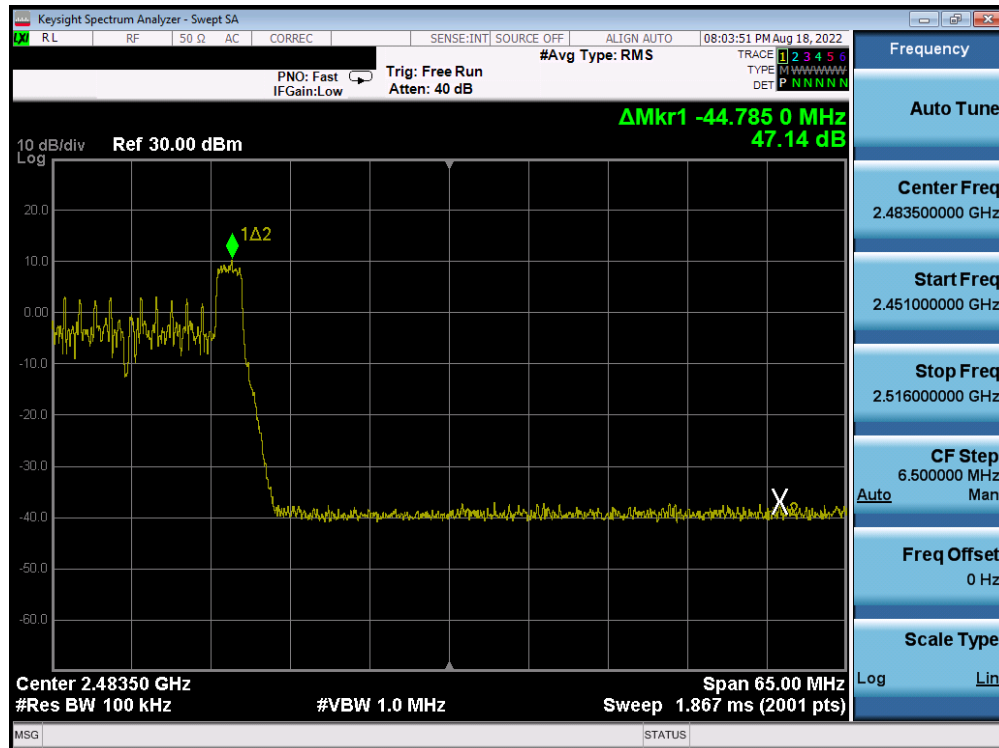 Keysight Spectrum Analyzer - Swept SA
LXI RL RF 50 Ω AC CORREC SENSE:INT SOURCE OFF ALIGN AUTO 08:03:51 PM Aug 18, 2022
#Avg Type: RMS
TRACE 1 2 3 4 5 6
TYPE M WWWWW
DET P N N N N N
PNO: Fast
IFGain:Low
Trig: Free Run
Atten: 40 dB
ΔMkr1 -44.785 0 MHz
47.14 dB
10 dB/div
Log
Ref 30.00 dBm
20.0
10.0
0.00
-10.0
-20.0
-30.0
-40.0
-50.0
-60.0
1Δ2
X2
Center 2.48350 GHz
Span 65.00 MHz
#Res BW 100 kHz
#VBW 1.0 MHz
Sweep 1.867 ms (2001 pts)
MSG
STATUS
Frequency
Auto Tune
Center Freq
2.483500000 GHz
Start Freq
2.451000000 GHz
Stop Freq
2.516000000 GHz
CF Step
6.500000 MHz
Auto Man
Freq Offset
0 Hz
Scale Type
Log Lin